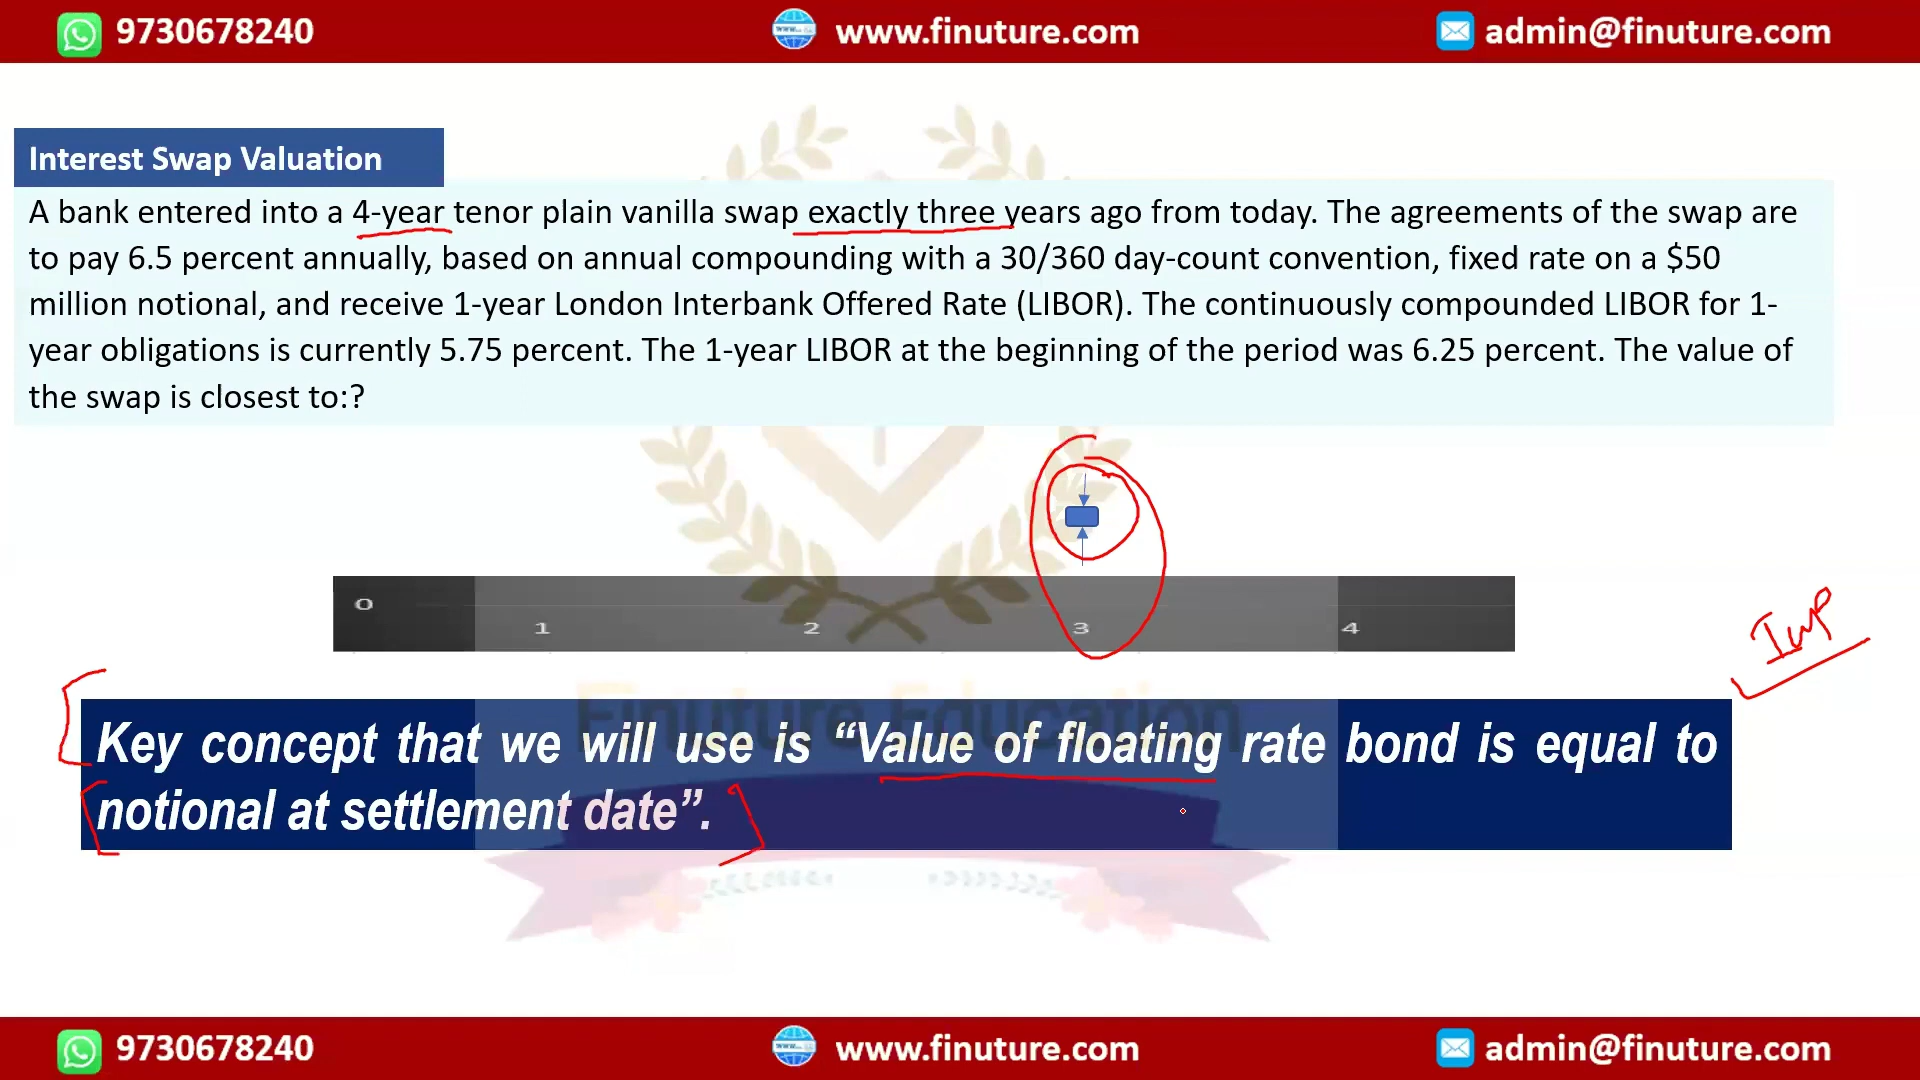 9730678240 www.finuture.com admin@finuture.com
Interest Swap Valuation
A bank entered into a 4-year tenor plain vanilla swap exactly three years ago from today. The agreements of the swap are
to pay 6.5 percent annually, based on annual compounding with a 30/360 day-count convention, fixed rate on a $50
million notional, and receive 1-year London Interbank Offered Rate (LIBOR). The continuously compounded LIBOR for 1-
year obligations is currently 5.75 percent. The 1-year LIBOR at the beginning of the period was 6.25 percent. The value of
the swap is closest to:?
0
1 2 3 4
Imp
Finuture Education
Key concept that we will use is “Value of floating rate bond is equal to
notional at settlement date”.
9730678240 www.finuture.com admin@finuture.com